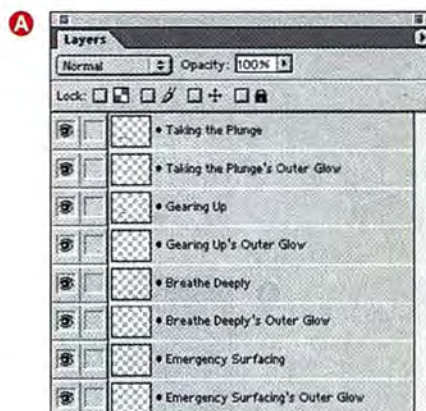 A
Layers
Normal Opacity: 100%
Lock:
• Taking the Plunge
• Taking the Plunge's Outer Glow
• Gearing Up
• Gearing Up's Outer Glow
• Breathe Deeply
• Breathe Deeply's Outer Glow
• Emergency Surfacing
• Emergency Surfacing's Outer Glow